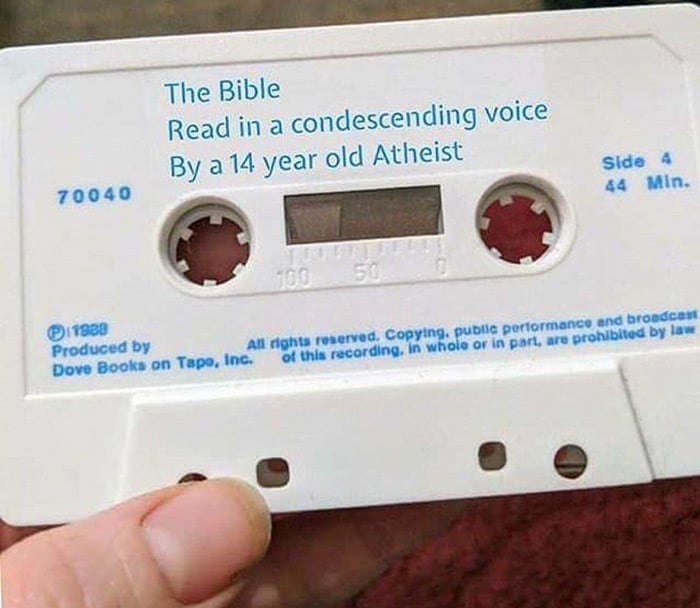 The Bible
Read in a condescending voice
By a 14 year old Atheist
70040
Side 4
44 Min.
100 50 0
Ⓟ1988
Produced by
Dove Books on Tape, Inc.
All rights reserved. Copying, public performance and broadcast
of this recording, in whole or in part, are prohibited by law